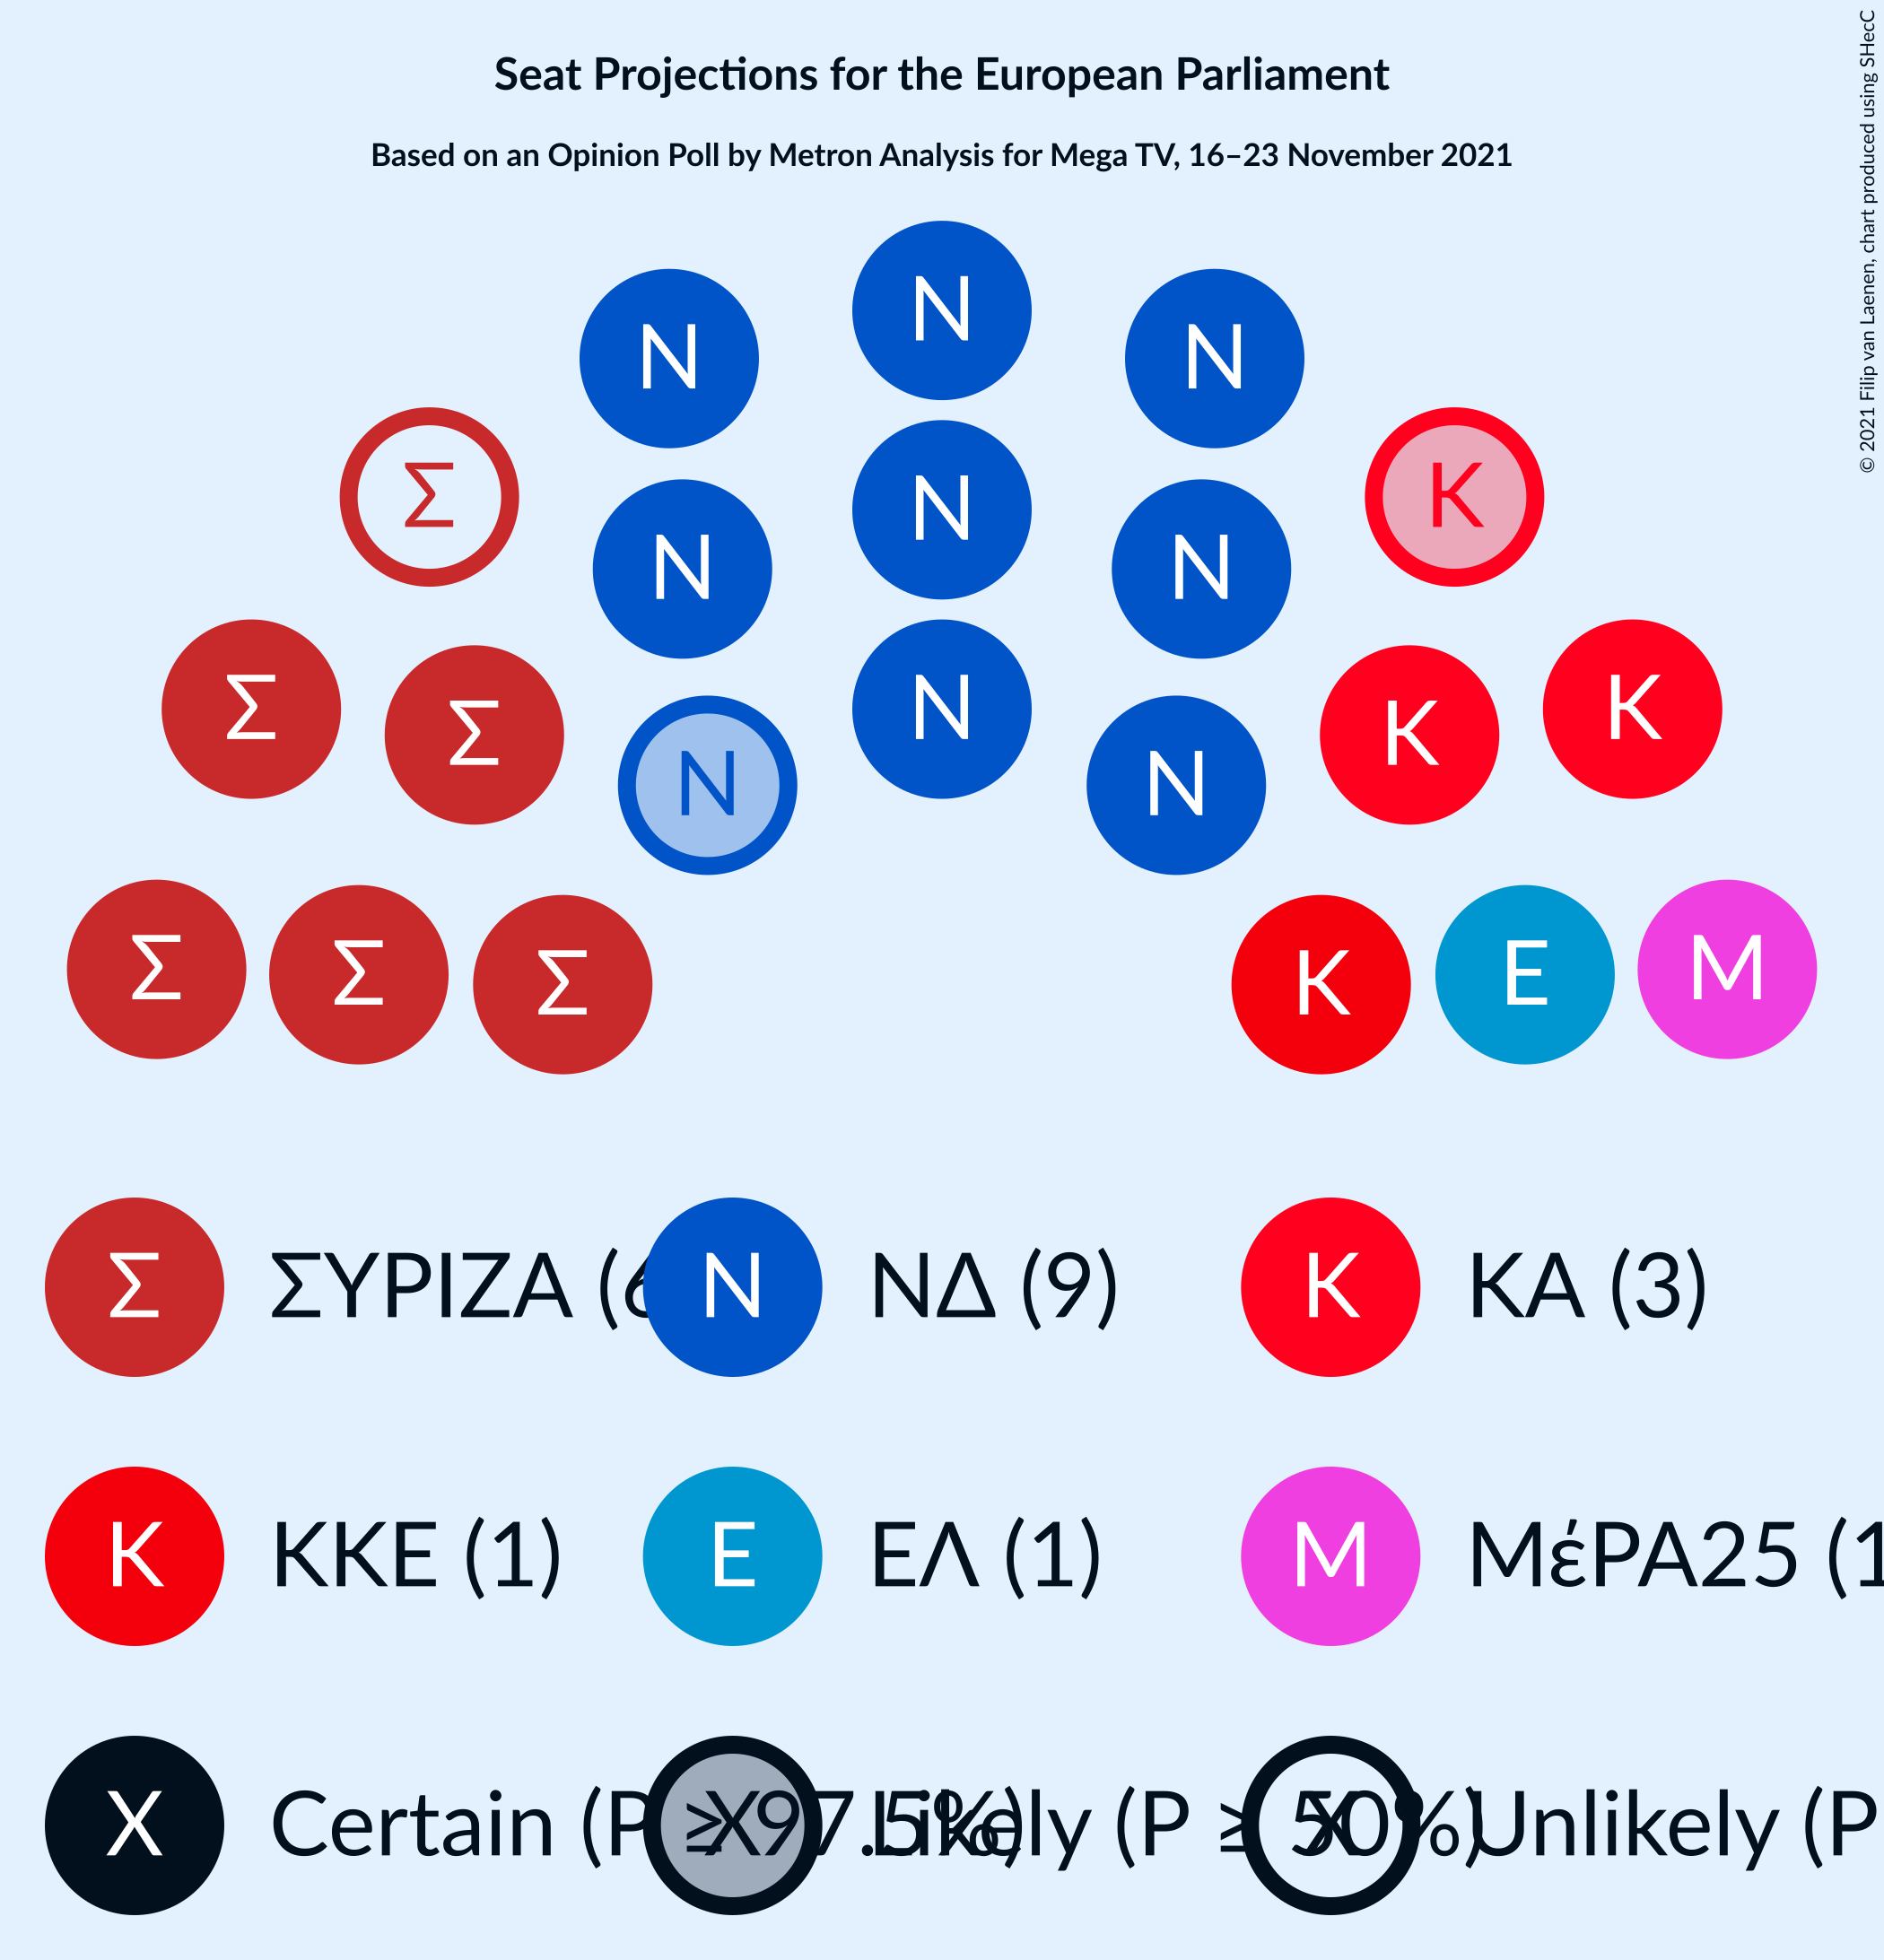 Seat Projections for the European Parliament
Based on an Opinion Poll by Metron Analysis for Mega TV, 16–23 November 2021
© 2021 Filip van Laenen, chart produced using SHecC
Ν Ν Ν
Σ Ν Κ
Ν Ν
Σ Σ Ν Κ Κ
Ν Ν
Σ Σ Σ Κ Ε Μ
Σ ΣΥΡΙΖΑ (6
Ν ΝΔ (9)
Κ ΚΑ (3)
Κ ΚΚΕ (1)
Ε ΕΛ (1)
Μ ΜέΡΑ25 (1
X Certain (P ≥ 97.5%)
X Likely (P ≥ 50%)
X Unlikely (P